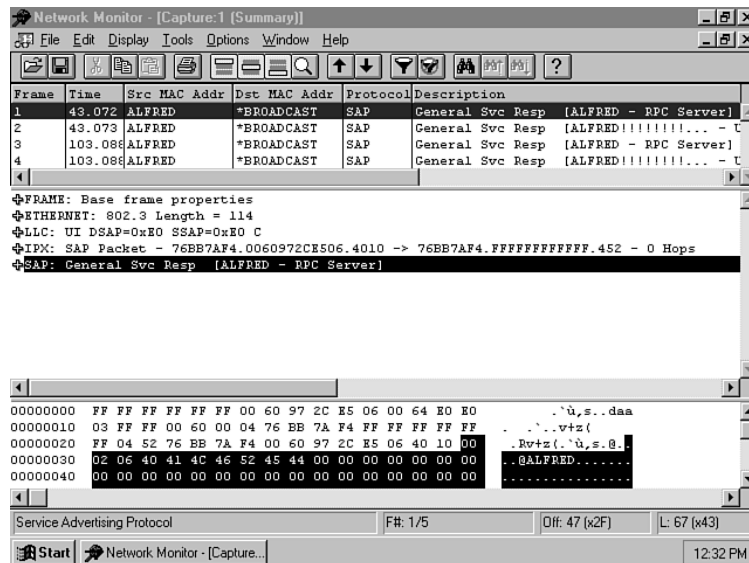 Network Monitor - [Capture:1 (Summary)]
File Edit Display Tools Options Window Help
Frame Time Src MAC Addr Dst MAC Addr Protocol Description
1 43.072 ALFRED *BROADCAST SAP General Svc Resp [ALFRED - RPC Server]
2 43.073 ALFRED *BROADCAST SAP General Svc Resp [ALFRED!!!!!!!!... - U
3 103.088 ALFRED *BROADCAST SAP General Svc Resp [ALFRED - RPC Server]
4 103.088 ALFRED *BROADCAST SAP General Svc Resp [ALFRED!!!!!!!!... - U
FRAME: Base frame properties
ETHERNET: 802.3 Length = 114
LLC: UI DSAP=0xE0 SSAP=0xE0 C
IPX: SAP Packet - 76BB7AF4.0060972CE506.4010 -> 76BB7AF4.FFFFFFFFFFFF.452 - 0 Hops
SAP: General Svc Resp [ALFRED - RPC Server]
00000000 FF FF FF FF FF FF 00 60 97 2C E5 06 00 64 E0 E0 .`ù,s..daa
00000010 03 FF FF 00 60 00 04 76 BB 7A F4 FF FF FF FF FF . .`..v+z(
00000020 FF 04 52 76 BB 7A F4 00 60 97 2C E5 06 40 10 00 .Rv+z(.`ù,s.@..
00000030 02 06 40 41 4C 46 52 45 44 00 00 00 00 00 00 00 ..@ALFRED.......
00000040 00 00 00 00 00 00 00 00 00 00 00 00 00 00 00 00 ................
Service Advertising Protocol F#: 1/5 Off: 47 (x2F) L: 67 (x43)
Start Network Monitor - [Capture... 12:32 PM